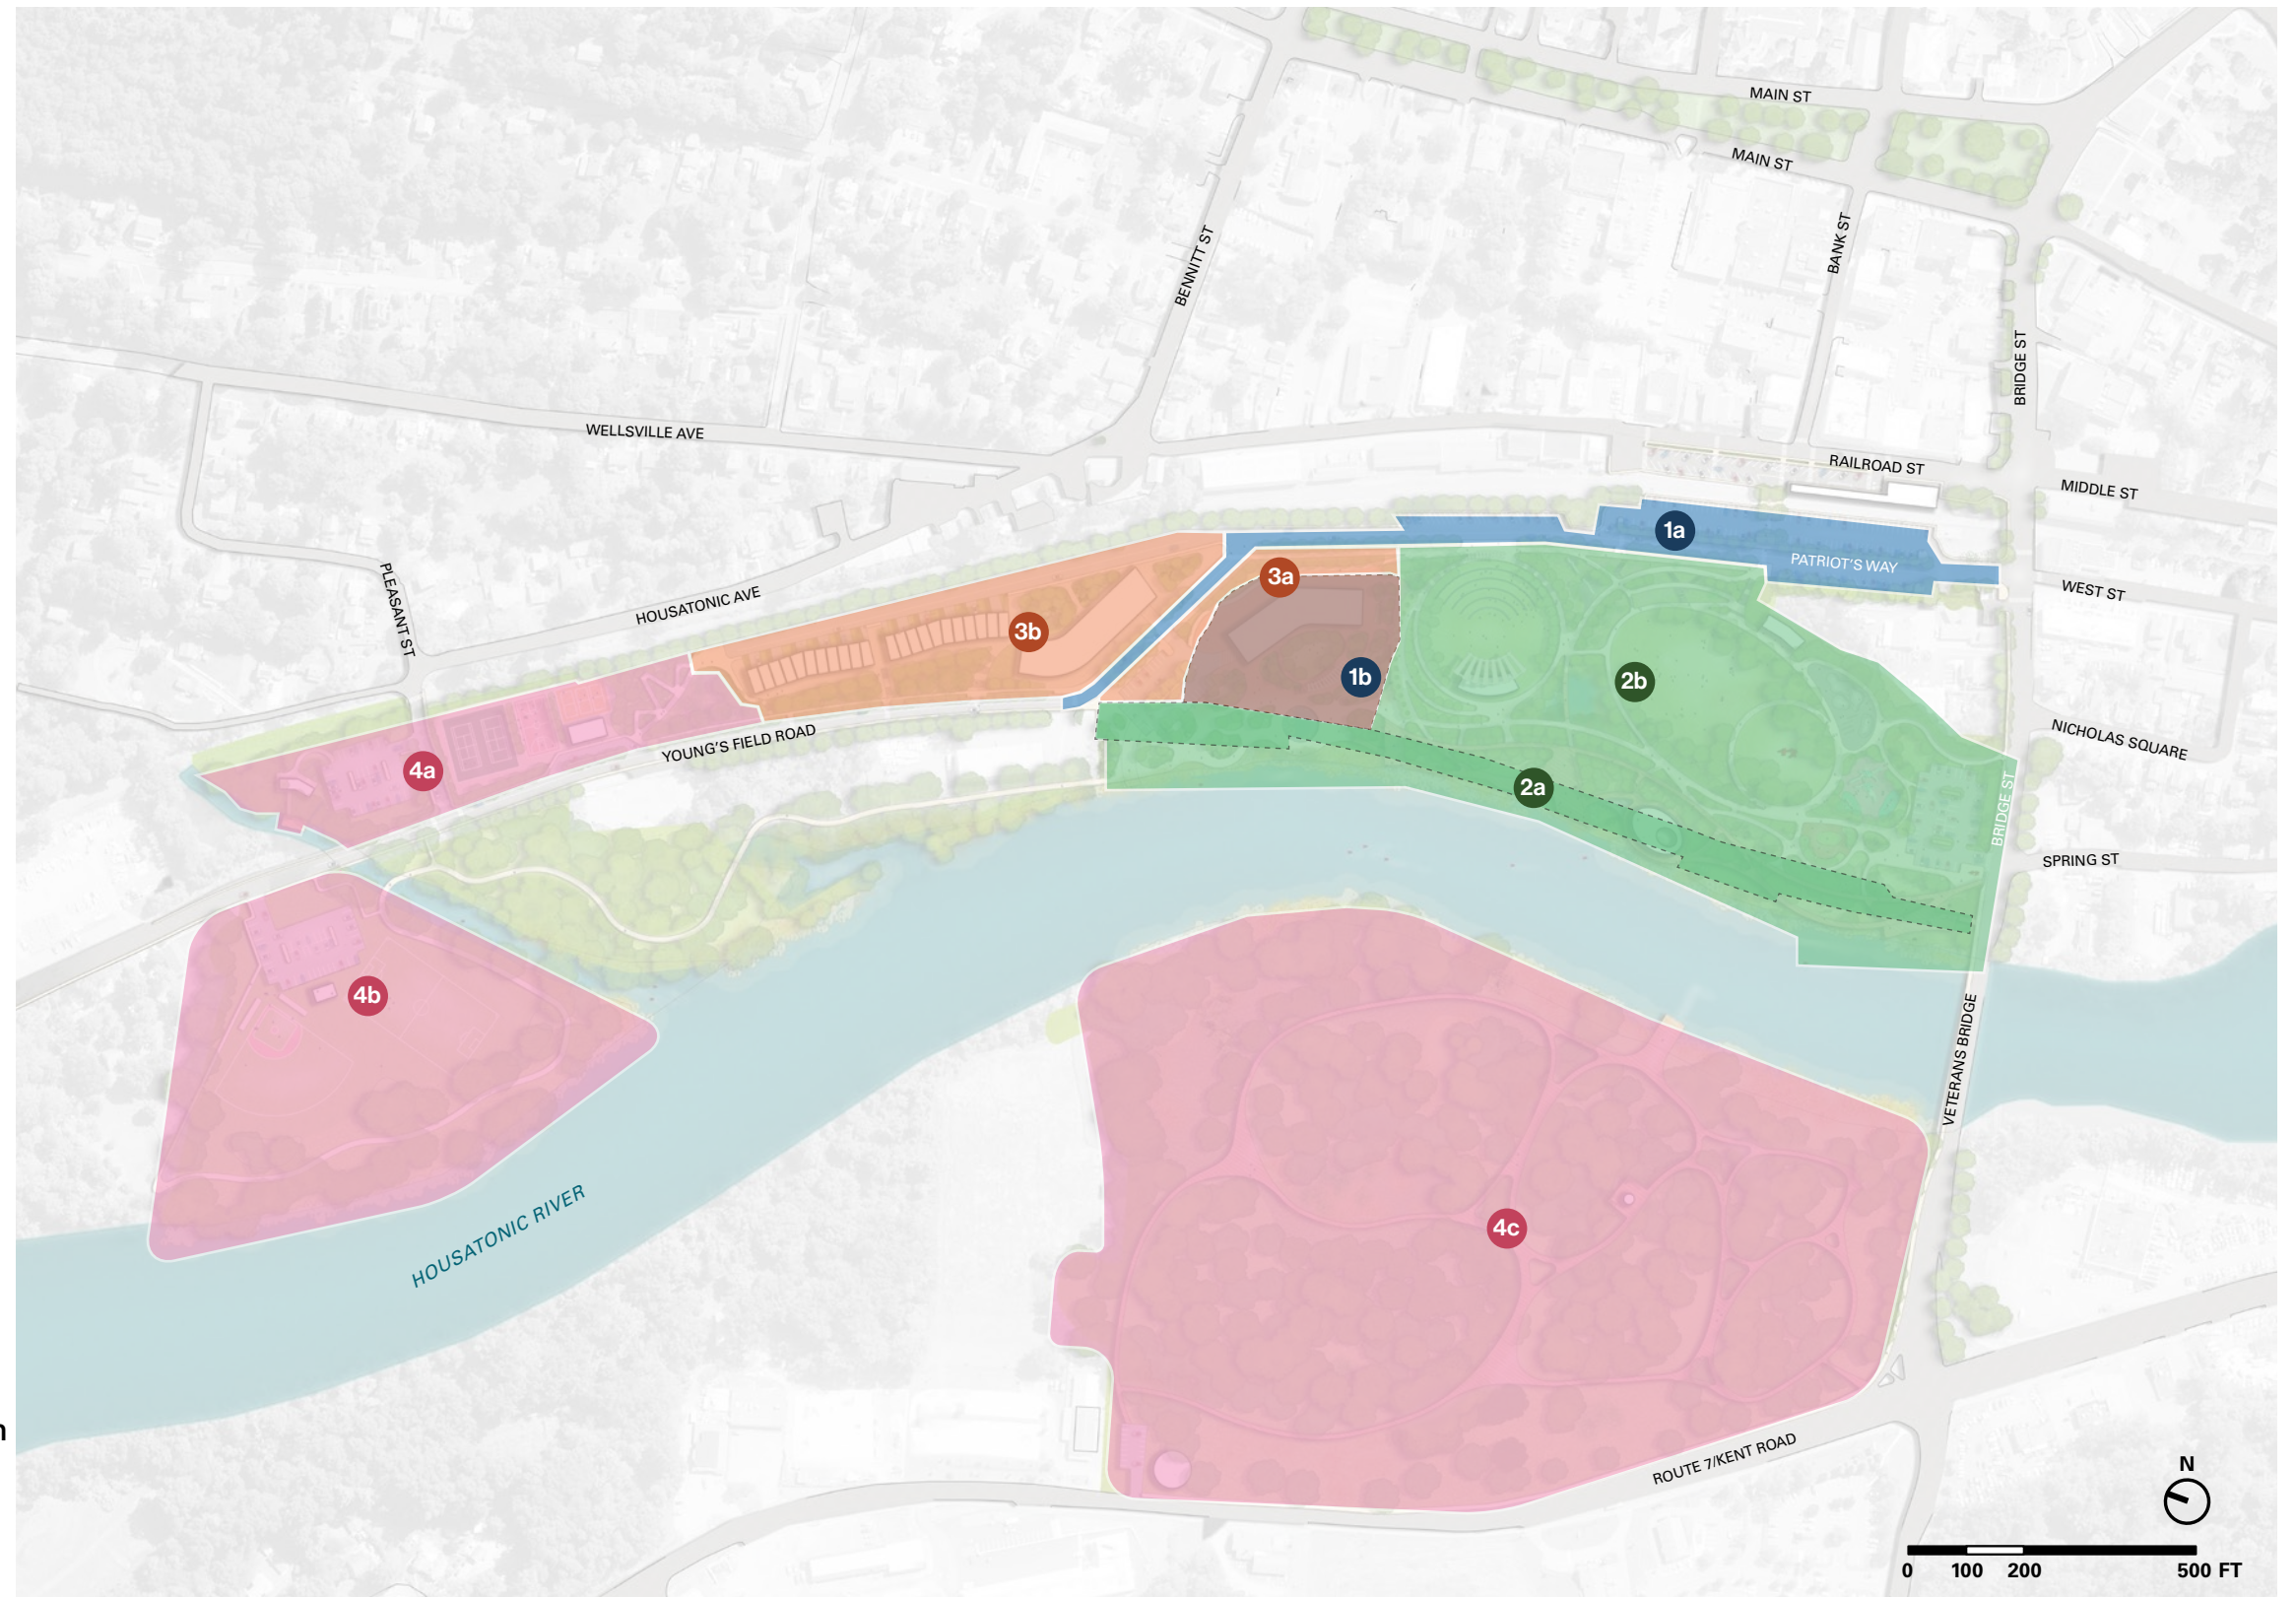 MAIN ST
MAIN ST
BANK ST
BENNITT ST
BRIDGE ST
WELLSVILLE AVE
RAILROAD ST
MIDDLE ST
1a
PATRIOT'S WAY
3a
WEST ST
PLEASANT ST
HOUSATONIC AVE
3b
1b
2b
YOUNG'S FIELD ROAD
NICHOLAS SQUARE
4a
2a
BRIDGE ST
SPRING ST
4b
VETERANS BRIDGE
HOUSATONIC RIVER
4c
n
ROUTE 7/KENT ROAD
N
0 100 200 500 FT